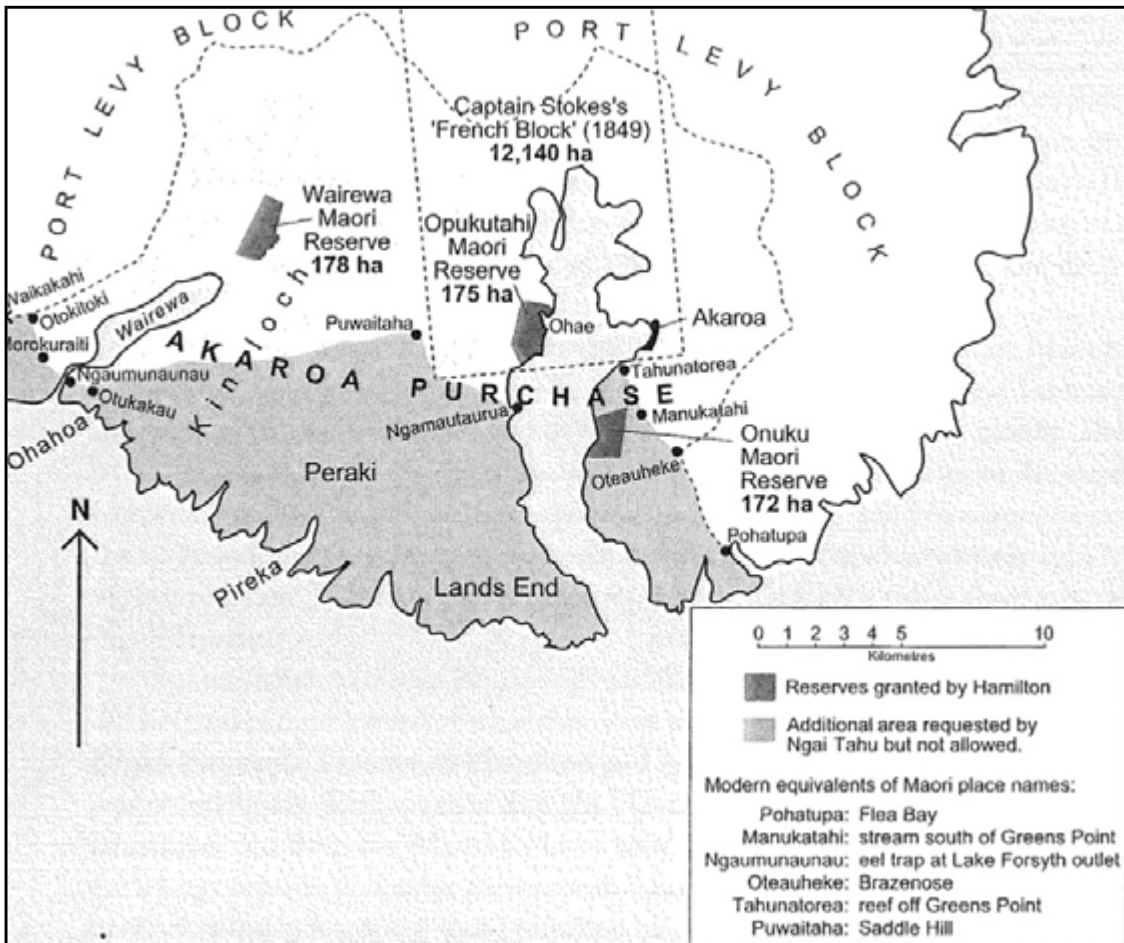 PORT LEVY BLOCK
PORT LEVY BLOCK
Captain Stokes's
'French Block' (1849)
12,140 ha
Wairewa
Maori
Reserve
178 ha
Opukutahi
Maori
Reserve
175 ha
Waikakahi
Otokitoki
Wairewa
Morokuraiti
Puwaitaha
Ohae
Akaroa
AKAROA PURCHASE
Kinloch
Ngaumunaunau
Otukakau
Tahunatorea
Ngamautaurua
Manukatahi
Ohahoa
Onuku
Maori
Reserve
172 ha
Oteauheke
Peraki
N
Pohatupa
Pireka
Lands End
0 1 2 3 4 5 10
Kilometres
Reserves granted by Hamilton
Additional area requested by
Ngai Tahu but not allowed.
Modern equivalents of Maori place names:
Pohatupa: Flea Bay
Manukatahi: stream south of Greens Point
Ngaumunaunau: eel trap at Lake Forsyth outlet
Oteauheke: Brazenose
Tahunatorea: reef off Greens Point
Puwaitaha: Saddle Hill